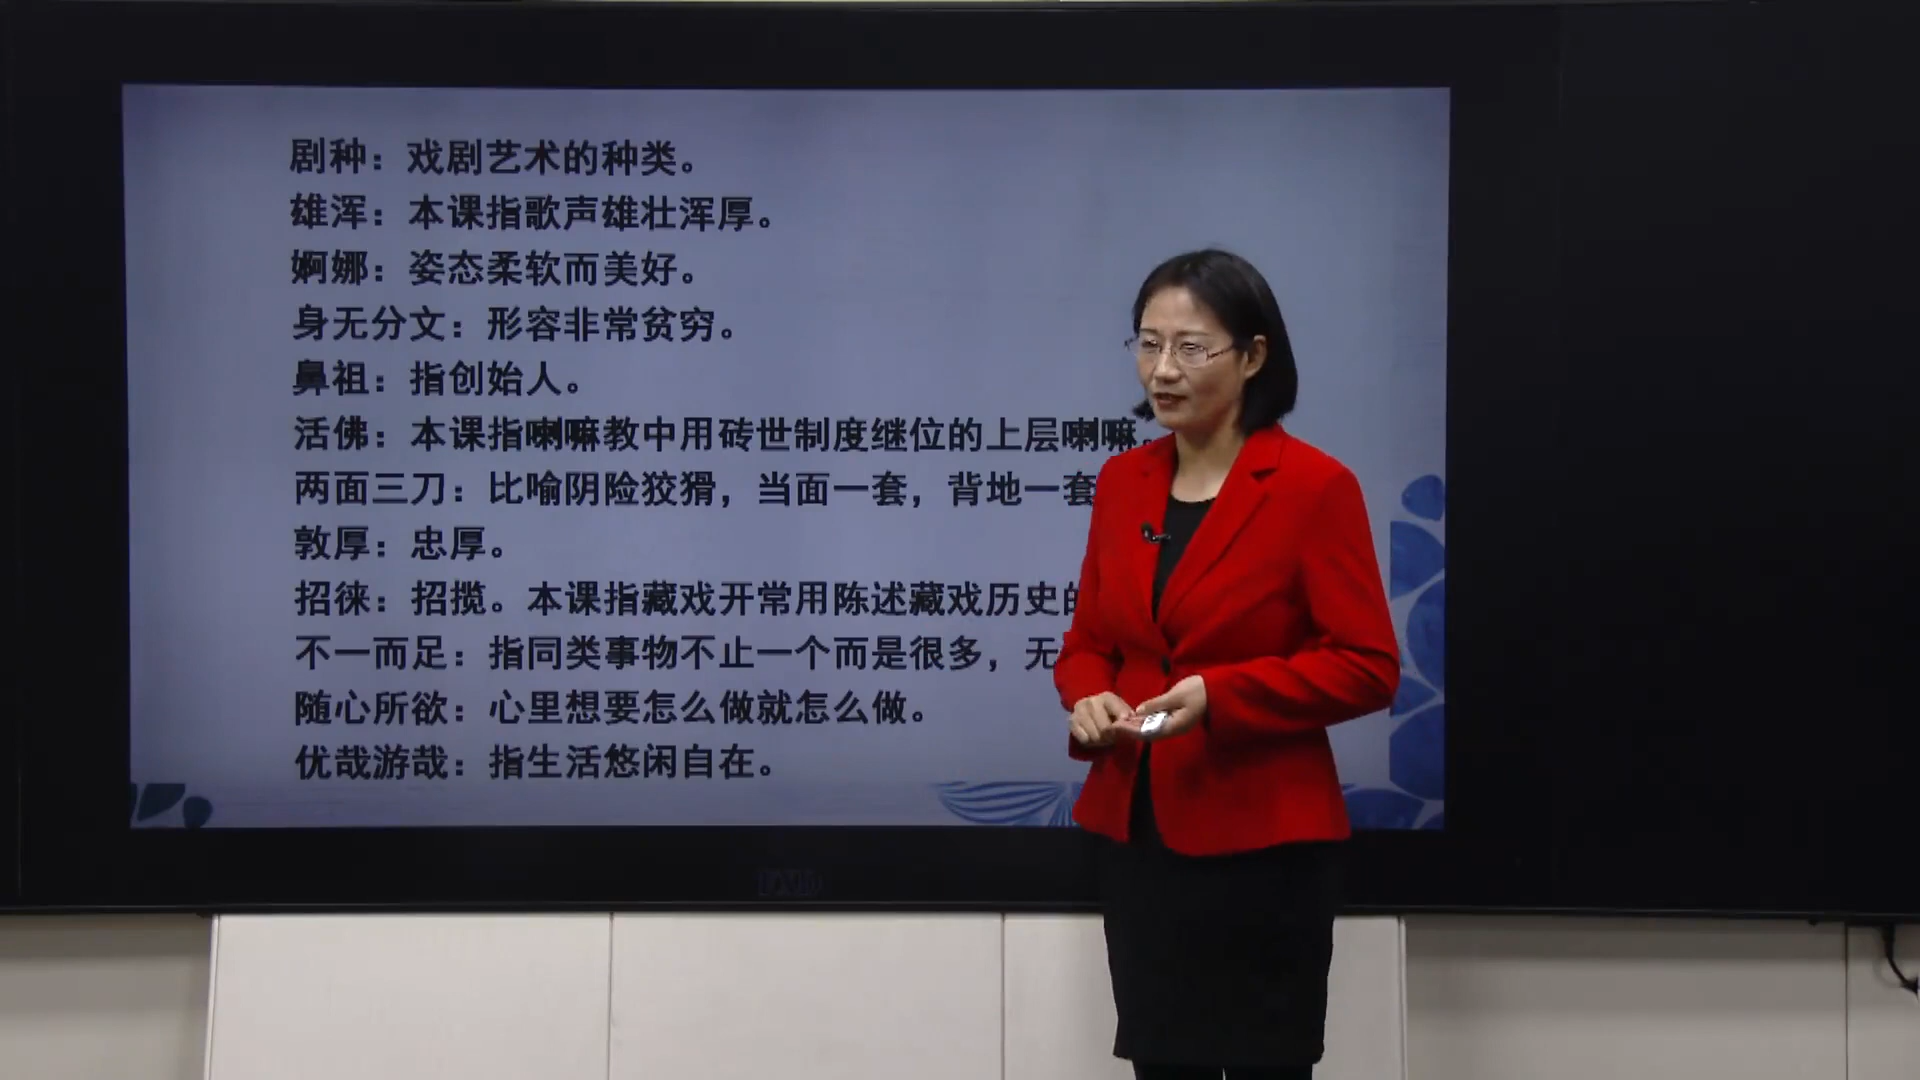 剧种：戏剧艺术的种类。
雄浑：本课指歌声雄壮浑厚。
婀娜：姿态柔软而美好。
身无分文：形容非常贫穷。
鼻祖：指创始人。
活佛：本课指喇嘛教中用砖世制度继位的上层喇嘛。
两面三刀：比喻阴险狡猾，当面一套，背地一套
敦厚：忠厚。
招徕：招揽。本课指藏戏开常用陈述藏戏历史的
不一而足：指同类事物不止一个而是很多，无
随心所欲：心里想要怎么做就怎么做。
优哉游哉：指生活悠闲自在。